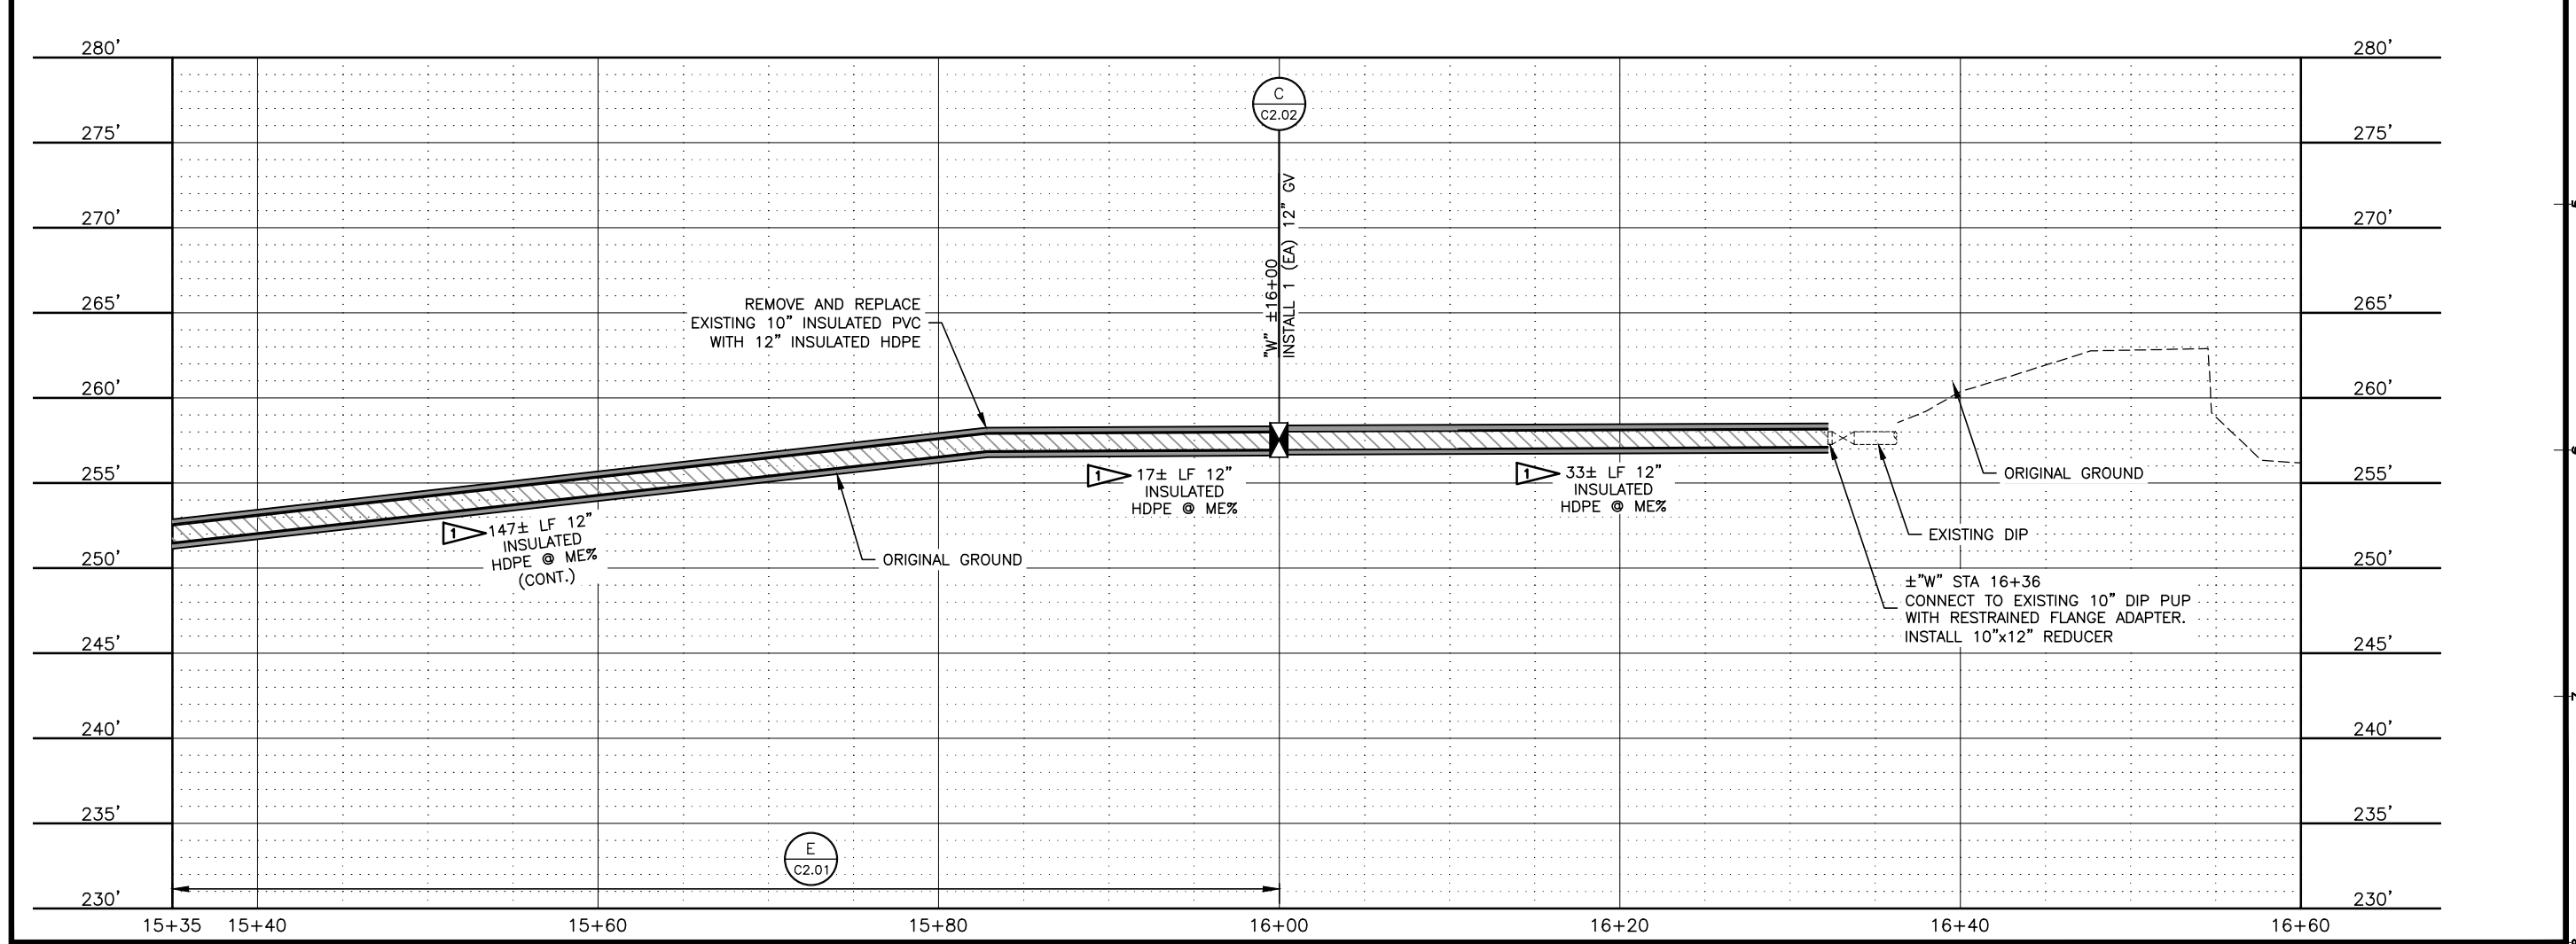 280’
280’
275’
275’
270’
270’
265’
265’
260’
260’
255’
255’
250’
250’
245’
245’
240’
240’
235’
235’
230’
230’
C
C2.02
"W" ±16+00
INSTALL 1 (EA) 12” GV
REMOVE AND REPLACE
EXISTING 10” INSULATED PVC
WITH 12” INSULATED HDPE
1
147± LF 12”
INSULATED
HDPE @ ME%
(CONT.)
1
17± LF 12”
INSULATED
HDPE @ ME%
1
33± LF 12”
INSULATED
HDPE @ ME%
ORIGINAL GROUND
ORIGINAL GROUND
EXISTING DIP
±”W” STA 16+36
CONNECT TO EXISTING 10” DIP PUP
WITH RESTRAINED FLANGE ADAPTER.
INSTALL 10”x12” REDUCER
E
C2.01
15+35 15+40 15+60 15+80 16+00 16+20 16+40 16+60